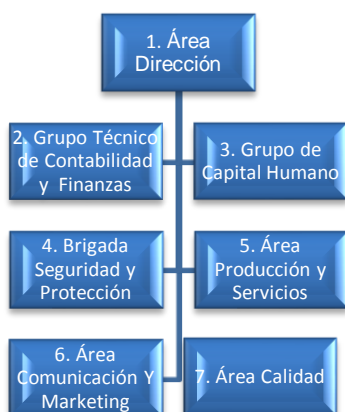 1. Área
Dirección
2. Grupo Técnico
de Contabilidad
y Finanzas
3. Grupo de
Capital Humano
4. Brigada
Seguridad y
Protección
5. Área
Producción y
Servicios
6. Área
Comunicación Y
Marketing
7. Área Calidad